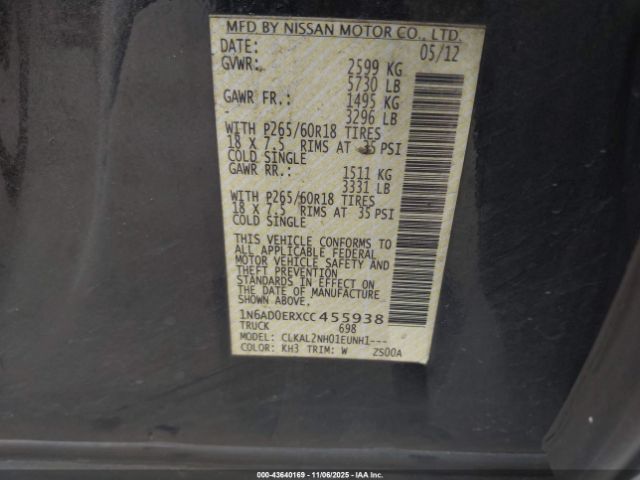 MFD BY NISSAN MOTOR CO., LTD.
DATE: 05/12
GVWR: 2599 KG
5730 LB
GAWR FR.: 1495 KG
- 3296 LB
WITH P265/60R18 TIRES
18 X 7.5 RIMS AT 35 PSI
COLD SINGLE
GAWR RR.: 1511 KG
3331 LB
WITH P265/60R18 TIRES
18 X 7.5 RIMS AT 35 PSI
COLD SINGLE
THIS VEHICLE CONFORMS TO
ALL APPLICABLE FEDERAL
MOTOR VEHICLE SAFETY AND
THEFT PREVENTION
STANDARDS IN EFFECT ON
THE DATE OF MANUFACTURE
SHOWN ABOVE.
1N6AD0ERXCC455938
TRUCK 698
MODEL: CLKAL2NH01EUNHI---
COLOR: KH3 TRIM: W ZS00A
000-43640169 - 11/06/2025 - IAA Inc.